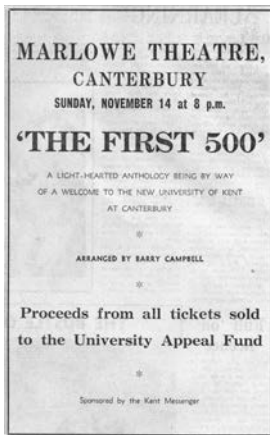 MARLOWE THEATRE,
CANTERBURY
SUNDAY, NOVEMBER 14 at 8 p.m.
'THE FIRST 500'
A LIGHT-HEARTED ANTHOLOGY BEING BY WAY
OF A WELCOME TO THE NEW UNIVERSITY OF KENT
AT CANTERBURY
*
ARRANGED BY BARRY CAMPBELL
*
Proceeds from all tickets sold
to the University Appeal Fund
*
Sponsored by the Kent Messenger